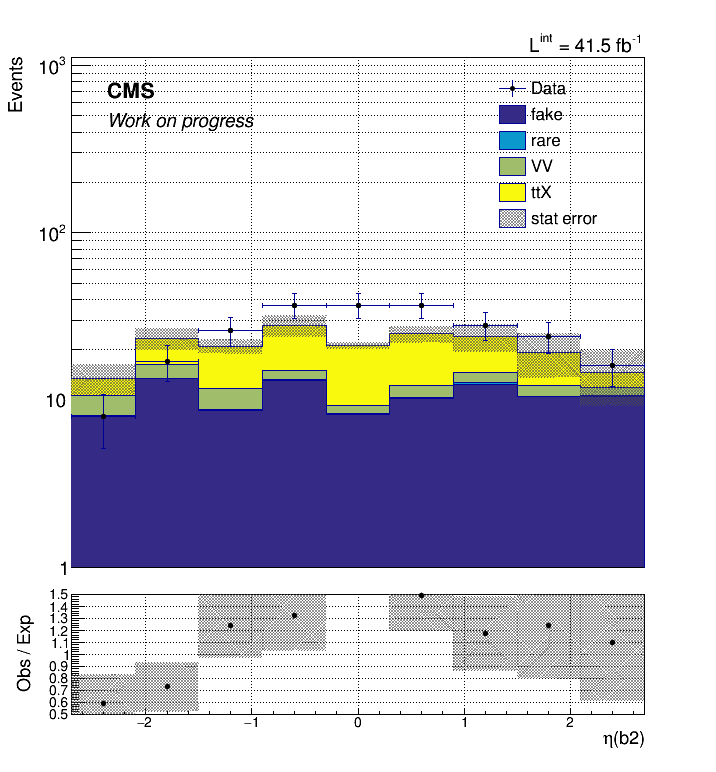 L^int = 41.5 fb^-1
Events
10^3
CMS
Work on progress
Data
fake
rare
VV
ttX
stat error
10^2
10
1
Obs / Exp
1.5
1.4
1.3
1.2
1.1
1
0.9
0.8
0.7
0.6
0.5
−2
−1
0
1
2
η(b2)